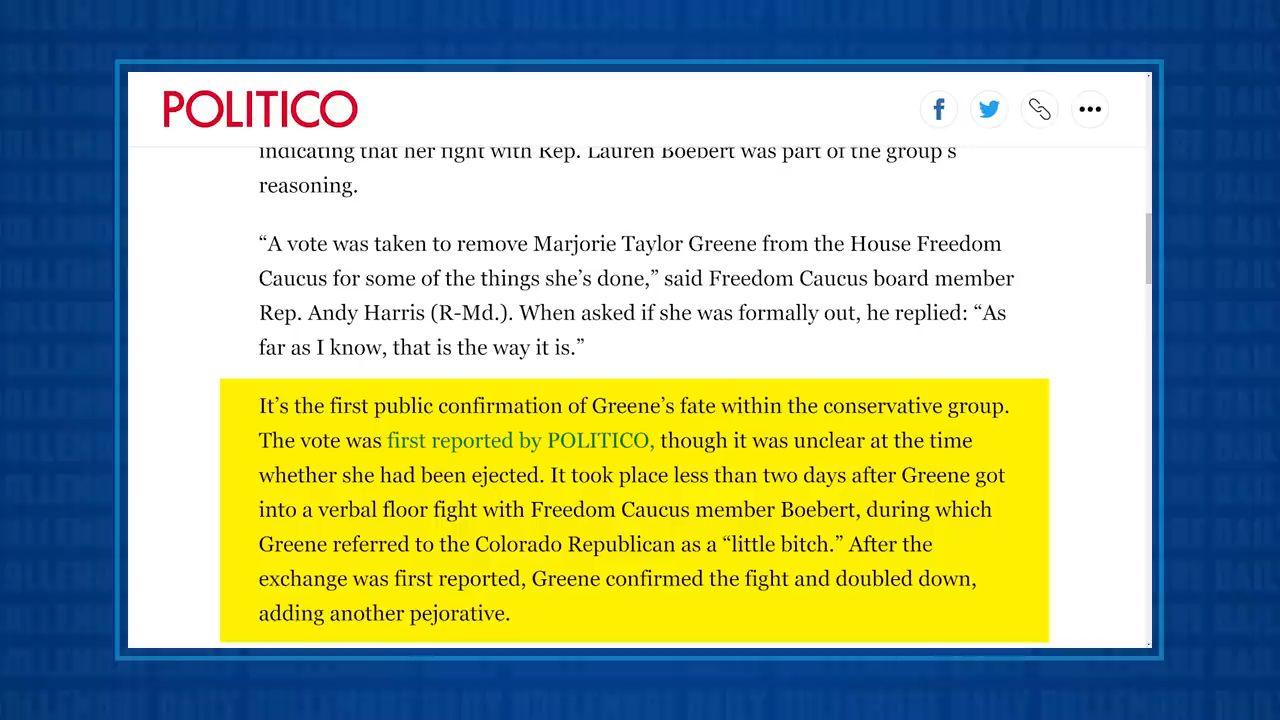 POLITICO
indicating that her fight with Rep. Lauren Boebert was part of the group's
reasoning.
“A vote was taken to remove Marjorie Taylor Greene from the House Freedom
Caucus for some of the things she’s done,” said Freedom Caucus board member
Rep. Andy Harris (R-Md.). When asked if she was formally out, he replied: “As
far as I know, that is the way it is.”
It’s the first public confirmation of Greene’s fate within the conservative group.
The vote was first reported by POLITICO, though it was unclear at the time
whether she had been ejected. It took place less than two days after Greene got
into a verbal floor fight with Freedom Caucus member Boebert, during which
Greene referred to the Colorado Republican as a “little bitch.” After the
exchange was first reported, Greene confirmed the fight and doubled down,
adding another pejorative.